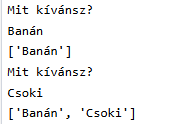 Mit kívánsz?
Banán
['Banán']
Mit kívánsz?
Csoki
['Banán', 'Csoki']